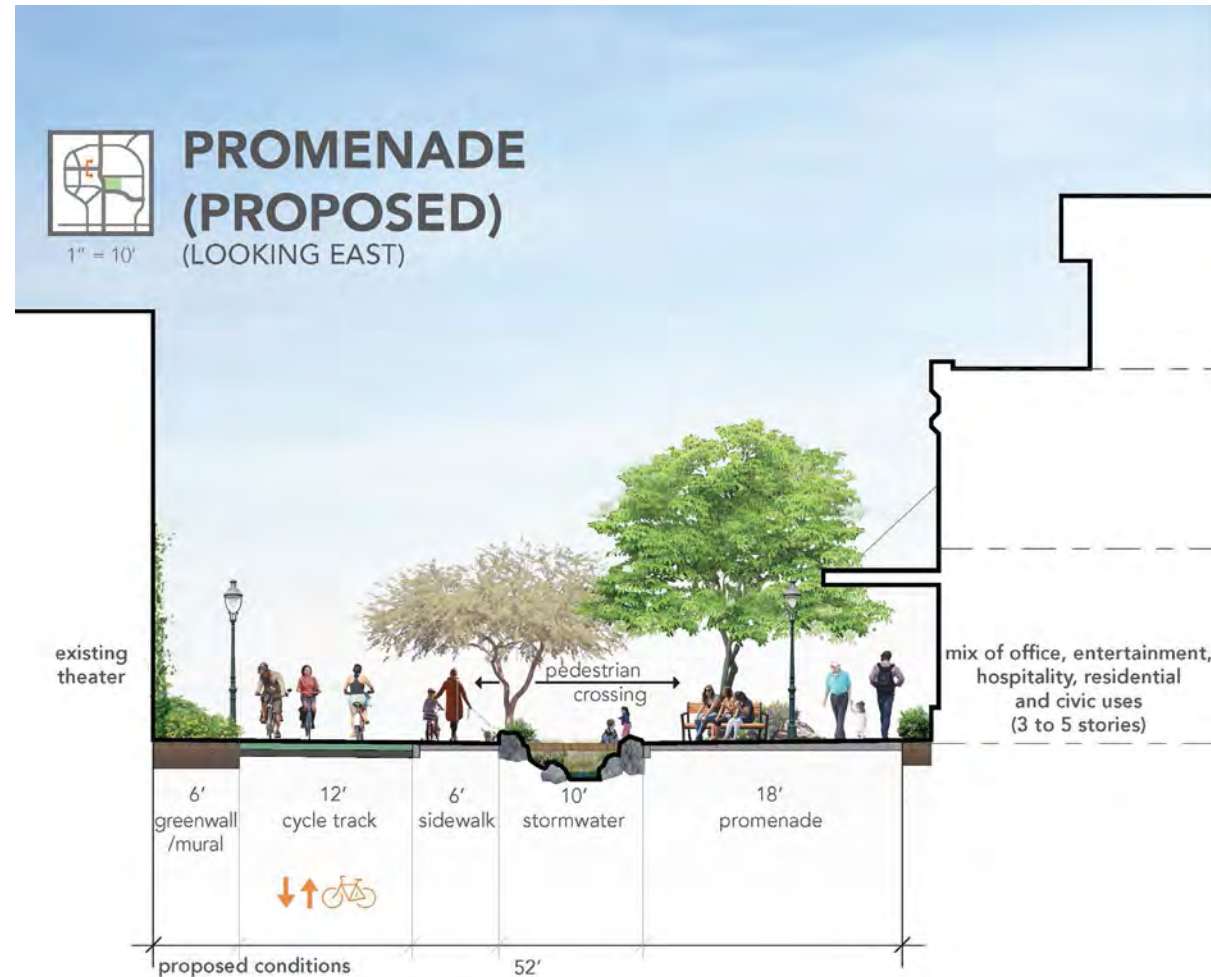 PROMENADE
(PROPOSED)
(LOOKING EAST)
1" = 10'
existing
theater
pedestrian
crossing
mix of office, entertainment,
hospitality, residential
and civic uses
(3 to 5 stories)
6'
greenwall
/mural
12'
cycle track
6'
sidewalk
10'
stormwater
18'
promenade
proposed conditions
52'